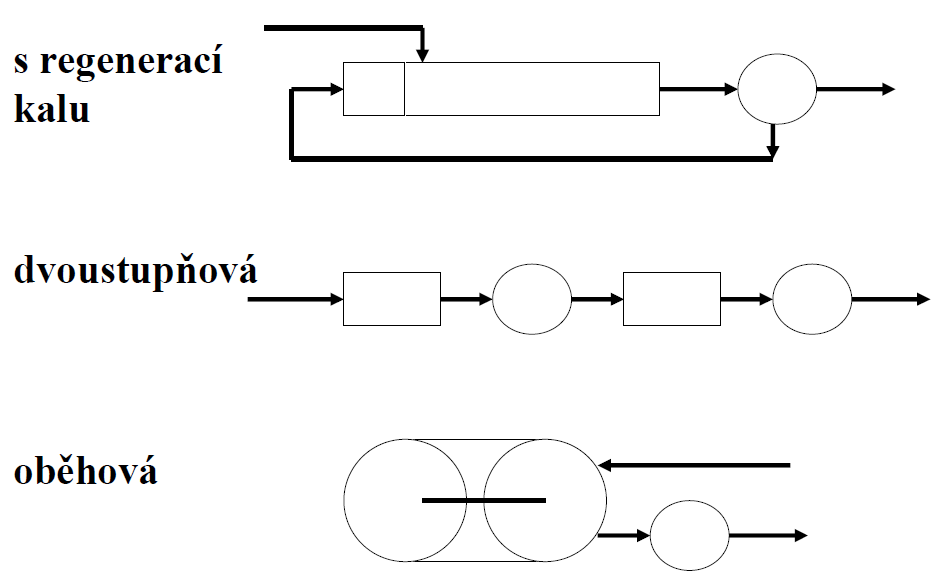 s regenerací
kalu
dvoustupňová
oběhová